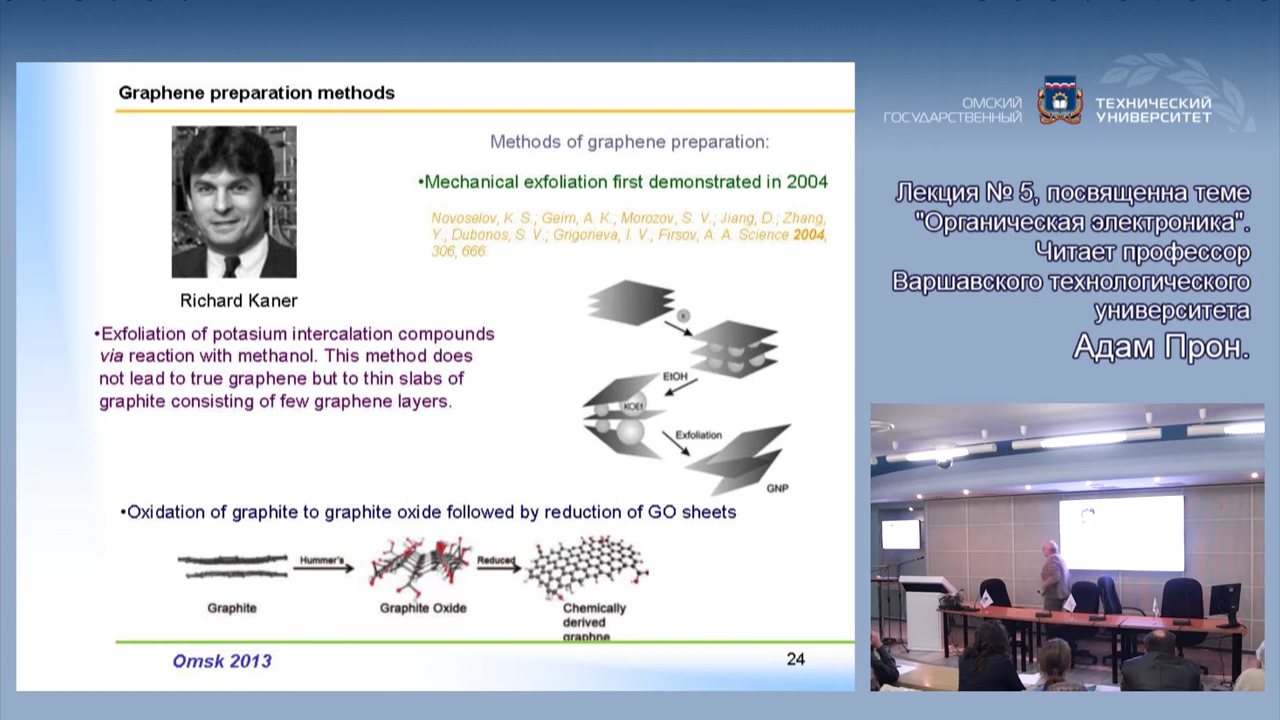 Graphene preparation methods
Methods of graphene preparation:
•Mechanical exfoliation first demonstrated in 2004
Novoselov, K. S.; Geim, A. K.; Morozov, S. V.; Jiang, D.; Zhang,
Y.; Dubonos, S. V.; Grigorieva, I. V.; Firsov, A. A. Science 2004,
306, 666.
Richard Kaner
•Exfoliation of potasium intercalation compounds
via reaction with methanol. This method does
not lead to true graphene but to thin slabs of
graphite consisting of few graphene layers.
K
EtOH
KOEt
Exfoliation
GNP
•Oxidation of graphite to graphite oxide followed by reduction of GO sheets
Hummer's
Reduced
Graphite
Graphite Oxide
Chemically
derived
graphne
Omsk 2013
24
ОМСКИЙ
ГОСУДАРСТВЕННЫЙ
ТЕХНИЧЕСКИЙ
УНИВЕРСИТЕТ
Лекция № 5, посвященна теме
"Органическая электроника".
Читает профессор
Варшавского технологического
университета
Адам Прон.